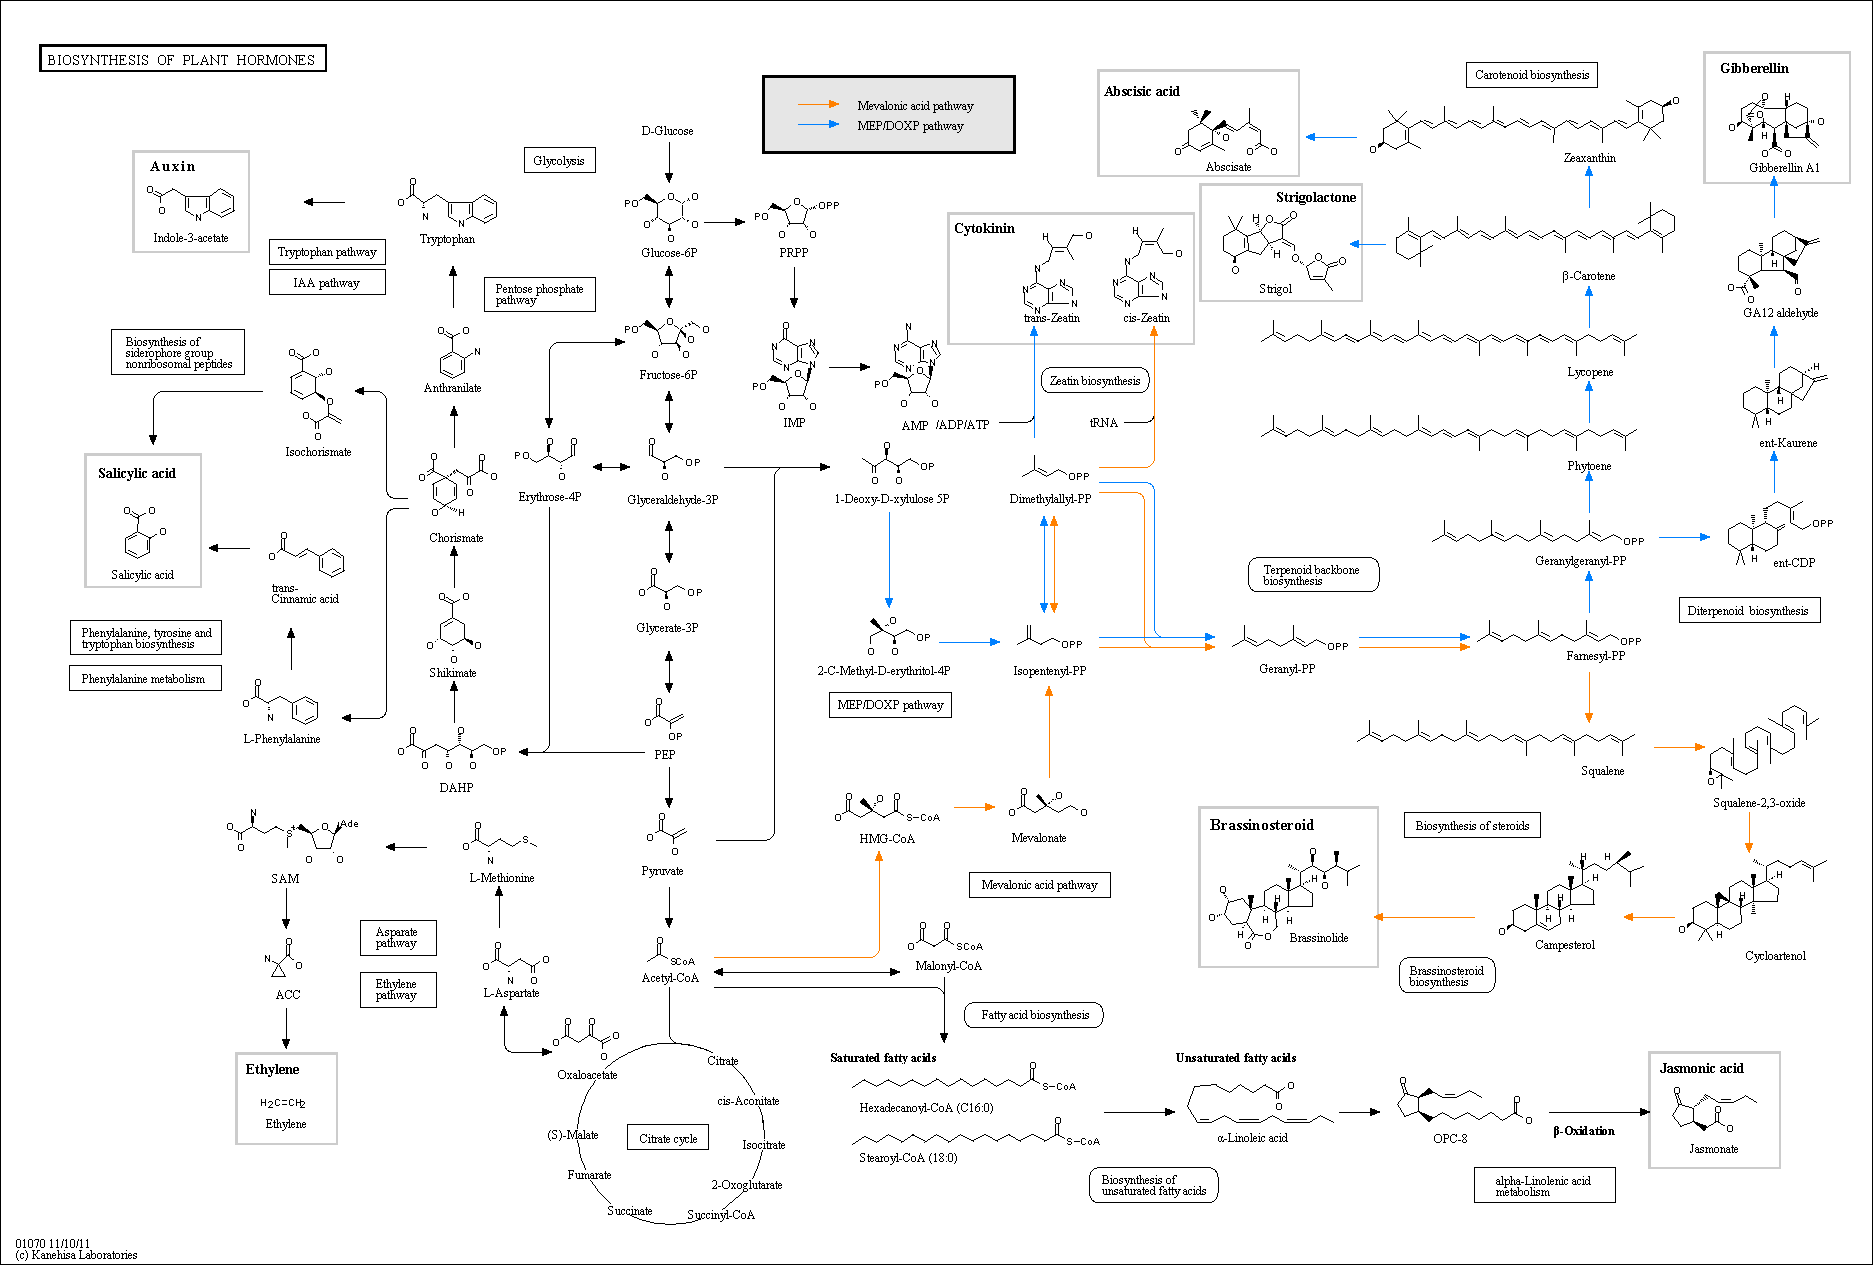 BIOSYNTHESIS OF PLANT HORMONES
Mevalonic acid pathway
MEP/DOXP pathway
Auxin
Indole-3-acetate
Tryptophan
Tryptophan pathway
IAA pathway
Glycolysis
D-Glucose
Glucose-6P
PRPP
Pentose phosphate
pathway
Fructose-6P
IMP
AMP /ADP/ATP
Abscisic acid
Abscisate
Carotenoid biosynthesis
Zeaxanthin
Gibberellin
Gibberellin A1
Strigolactone
Strigol
β-Carotene
Cytokinin
trans-Zeatin
cis-Zeatin
Zeatin biosynthesis
tRNA
GA12 aldehyde
Lycopene
ent-Kaurene
Phytoene
ent-CDP
Geranylgeranyl-PP
Diterpenoid biosynthesis
Biosynthesis of
siderophore group
nonribosomal peptides
Isochorismate
Anthranilate
Salicylic acid
Salicylic acid
trans-
Cinnamic acid
Chorismate
Erythrose-4P
Glyceraldehyde-3P
1-Deoxy-D-xylulose 5P
Dimethylallyl-PP
Terpenoid backbone
biosynthesis
Phenylalanine, tyrosine and
tryptophan biosynthesis
Phenylalanine metabolism
L-Phenylalanine
Shikimate
Glycerate-3P
2-C-Methyl-D-erythritol-4P
MEP/DOXP pathway
Isopentenyl-PP
Geranyl-PP
Farnesyl-PP
DAHP
PEP
Squalene
Squalene-2,3-oxide
SAM
L-Methionine
Pyruvate
HMG-CoA
Mevalonate
Mevalonic acid pathway
Brassinosteroid
Brassinolide
Biosynthesis of steroids
Campesterol
Cycloartenol
Brassinosteroid
biosynthesis
ACC
Asparate
pathway
Ethylene
pathway
L-Aspartate
Acetyl-CoA
Malonyl-CoA
Fatty acid biosynthesis
Ethylene
H2C=CH2
Ethylene
Oxaloacetate
Citrate
cis-Aconitate
Isocitrate
2-Oxoglutarate
Succinyl-CoA
Succinate
Fumarate
(S)-Malate
Citrate cycle
Saturated fatty acids
Hexadecanoyl-CoA (C16:0)
Stearoyl-CoA (18:0)
Unsaturated fatty acids
α-Linoleic acid
Biosynthesis of
unsaturated fatty acids
OPC-8
β-Oxidation
alpha-Linolenic acid
metabolism
Jasmonic acid
Jasmonate
01070 11/10/11
(c) Kanehisa Laboratories